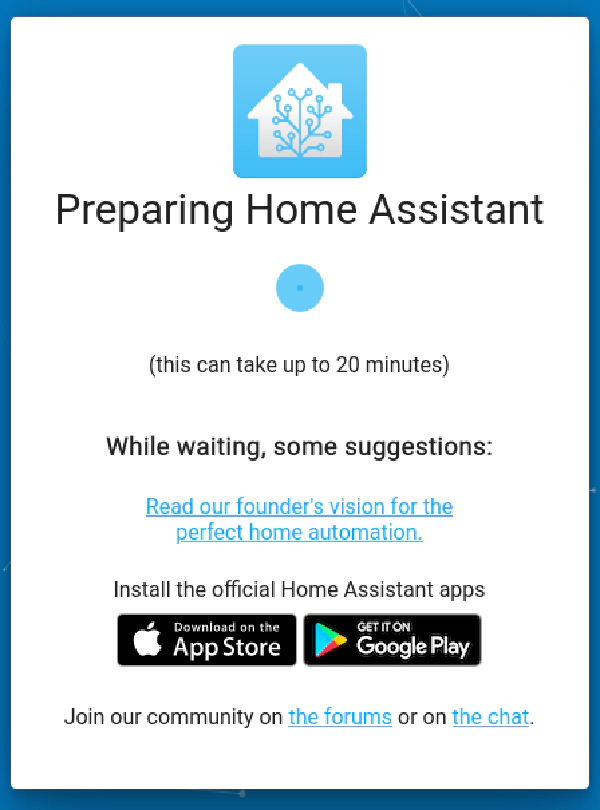 Preparing Home Assistant
(this can take up to 20 minutes)
While waiting, some suggestions:
Read our founder's vision for the
perfect home automation.
Install the official Home Assistant apps
Download on the
App Store
GET IT ON
Google Play
Join our community on the forums or on the chat.